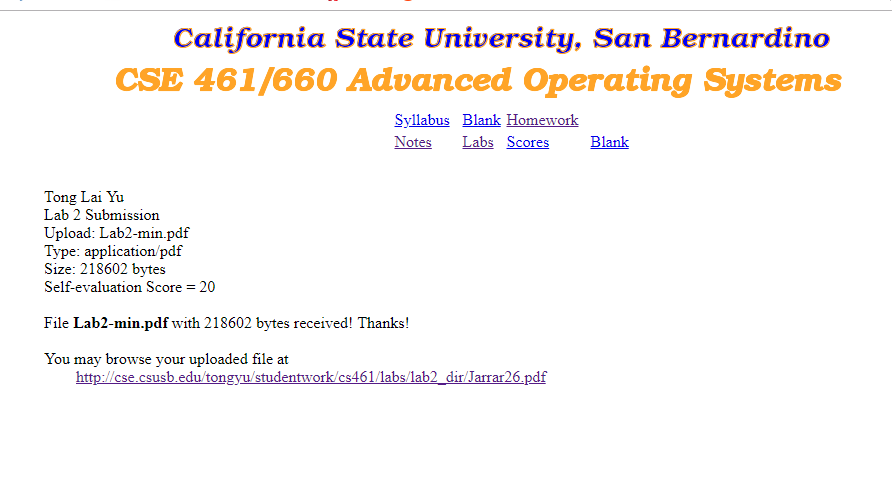 California State University, San Bernardino
CSE 461/660 Advanced Operating Systems
Syllabus Blank Homework
Notes Labs Scores Blank
Tong Lai Yu
Lab 2 Submission
Upload: Lab2-min.pdf
Type: application/pdf
Size: 218602 bytes
Self-evaluation Score = 20
File Lab2-min.pdf with 218602 bytes received! Thanks!
You may browse your uploaded file at
http://cse.csusb.edu/tongyu/studentwork/cs461/labs/lab2_dir/Jarrar26.pdf